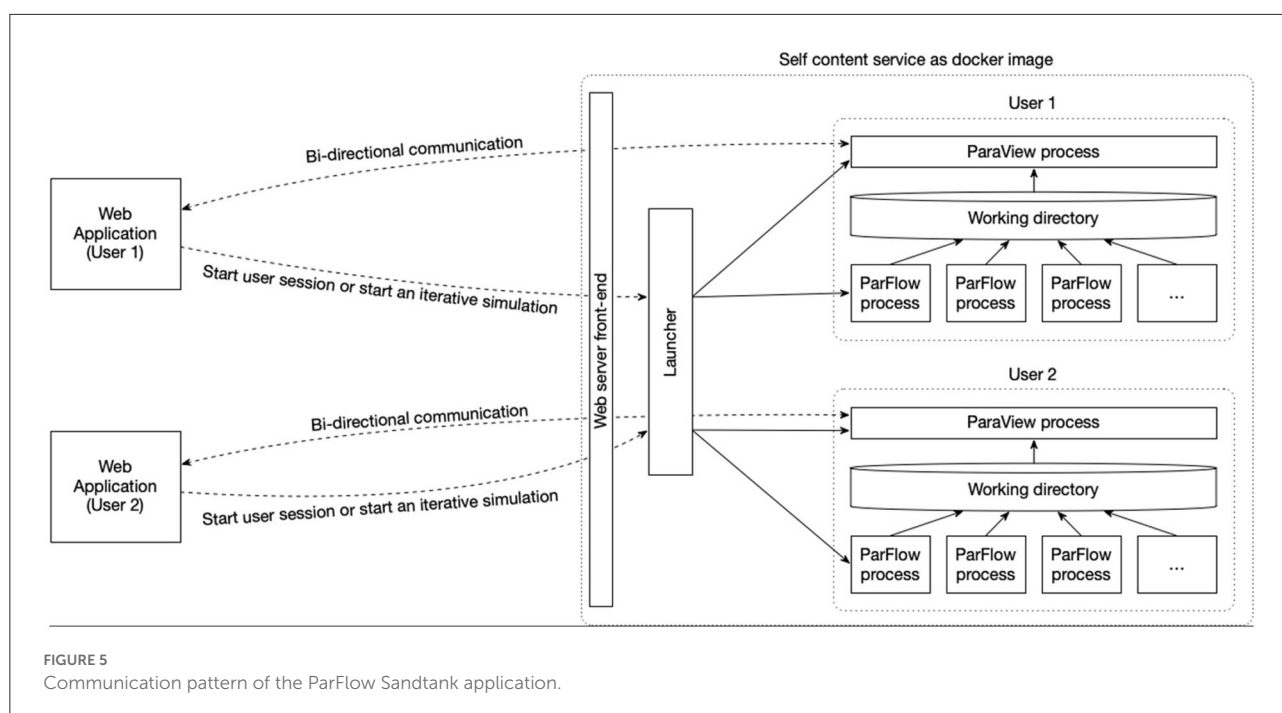 Self content service as docker image
User 1
Bi-directional communication
ParaView process
Web
Application
(User 1)
Working directory
Start user session or start an iterative simulation
ParFlow
process
ParFlow
process
ParFlow
process
...
Web server front-end
Launcher
User 2
Bi-directional communication
ParaView process
Web
Application
(User 2)
Working directory
Start user session or start an iterative simulation
ParFlow
process
ParFlow
process
ParFlow
process
...
FIGURE 5
Communication pattern of the ParFlow Sandtank application.